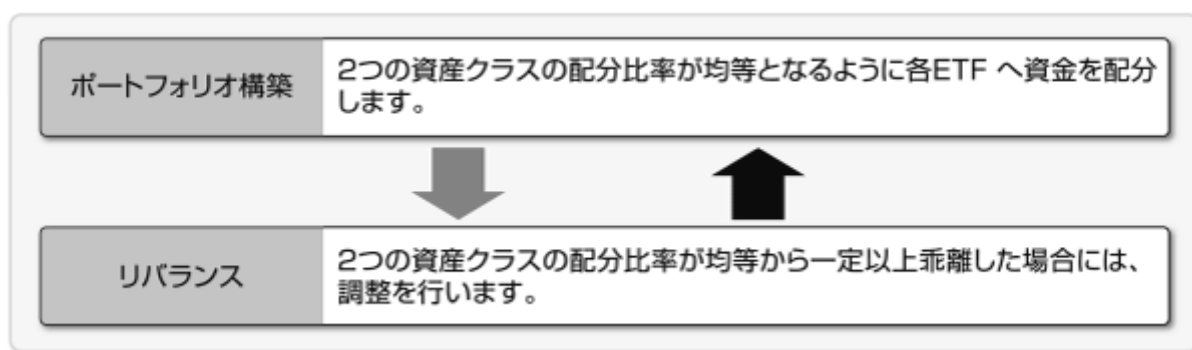 ポートフォリオ構築
2つの資産クラスの配分比率が均等となるように各ETF へ資金を配分
します。
リバランス
2つの資産クラスの配分比率が均等から一定以上乖離した場合には、
調整を行います。